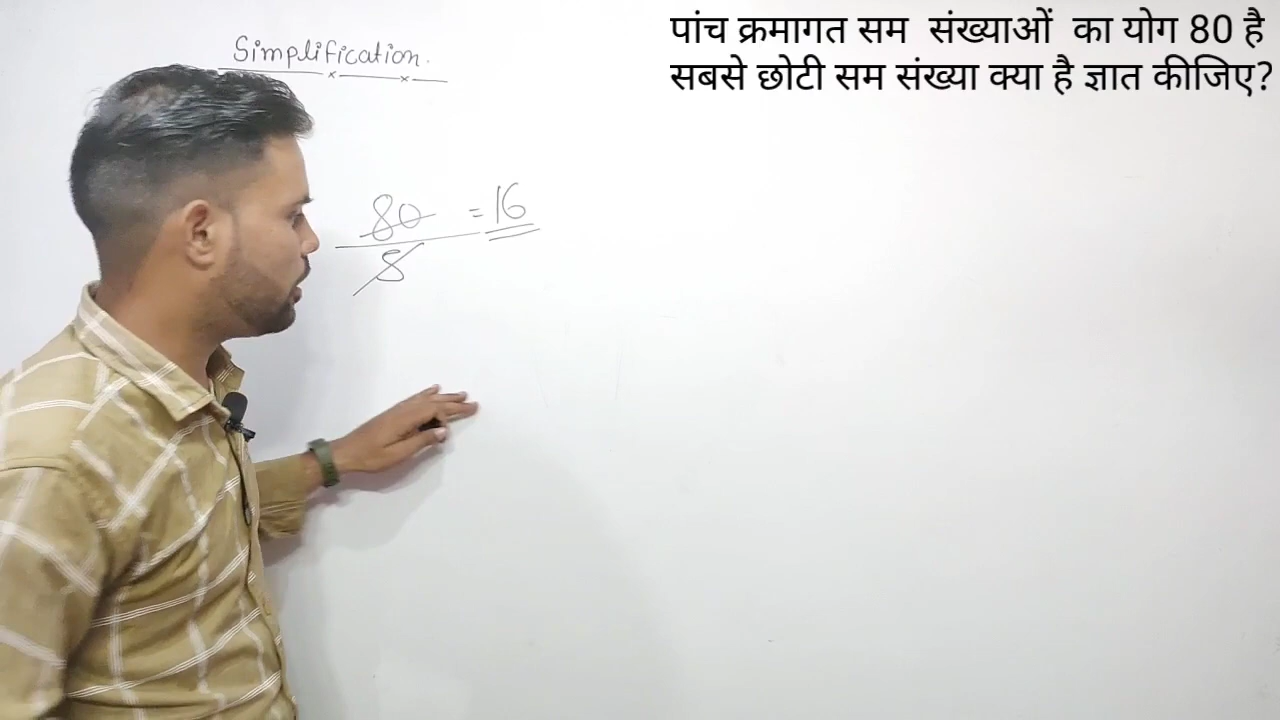 पांच क्रमागत सम संख्याओं का योग 80 है
सबसे छोटी सम संख्या क्या है ज्ञात कीजिए?
Simplification.
80 = 16
5